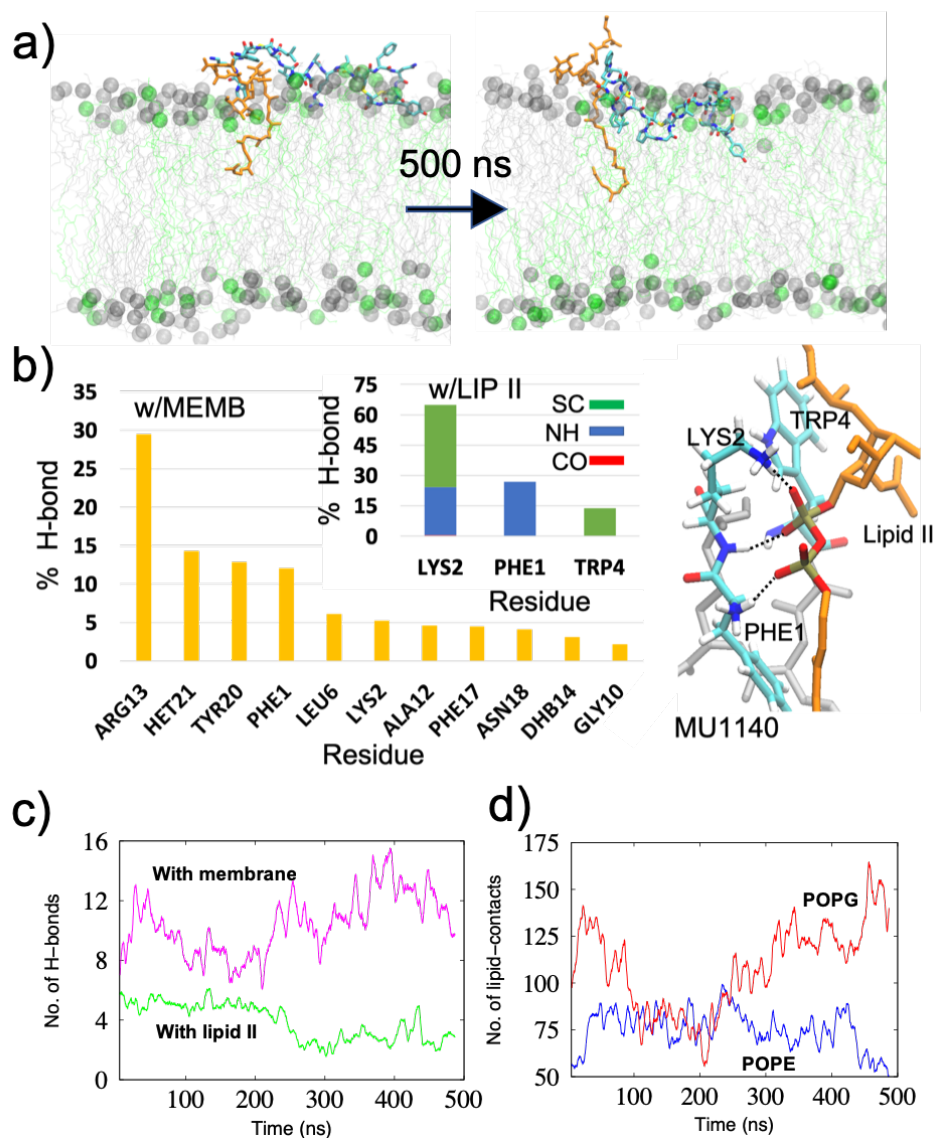 a)
500 ns
b)
w/MEMB
% H-bond
35
30
25
20
15
10
5
0
ARG13
HET21
TYR20
PHE1
LEU6
LYS2
ALA12
PHE17
ASN18
DHB14
GLY10
Residue
w/LIP II
% H-bond
75
60
45
30
15
0
SC
NH
CO
LYS2 PHE1 TRP4
Residue
TRP4
LYS2
Lipid II
PHE1
MU1140
c)
No. of H-bonds
16
12
8
4
0
With membrane
With lipid II
100 200 300 400 500
Time (ns)
d)
No. of lipid-contacts
175
150
125
100
75
50
POPG
POPE
100 200 300 400 500
Time (ns)